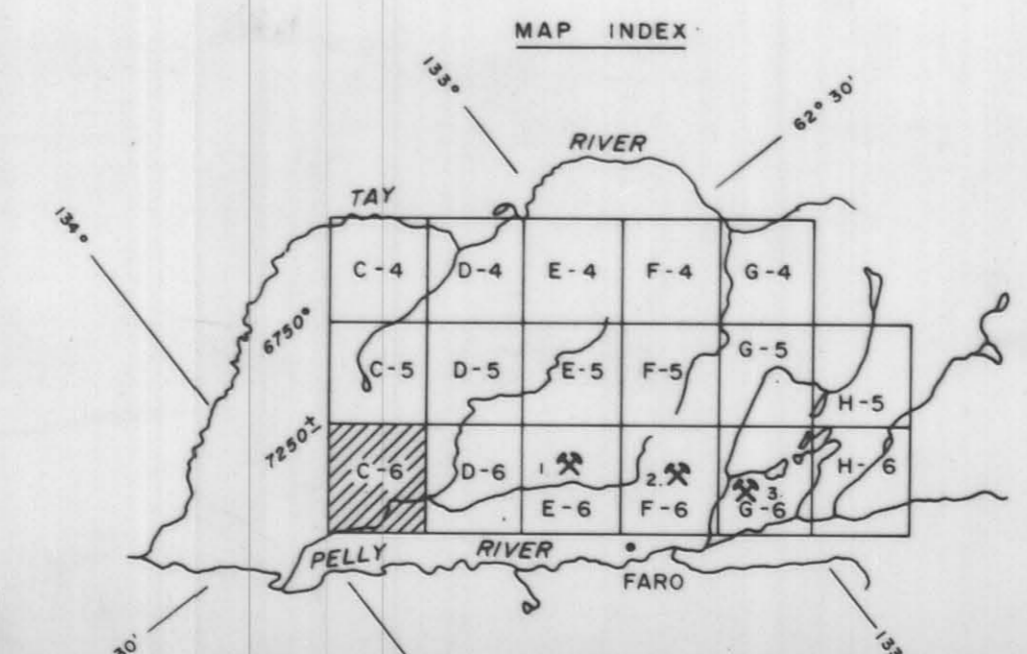 MAP INDEX
133°
62° 30'
RIVER
TAY
134°
C-4 D-4 E-4 F-4 G-4
6750°
C-5 D-5 E-5 F-5 G-5
H-5
7250±
C-6 D-6 1. 2. 3. H-6
E-6 F-6 G-6
PELLY RIVER
FARO
30'
133